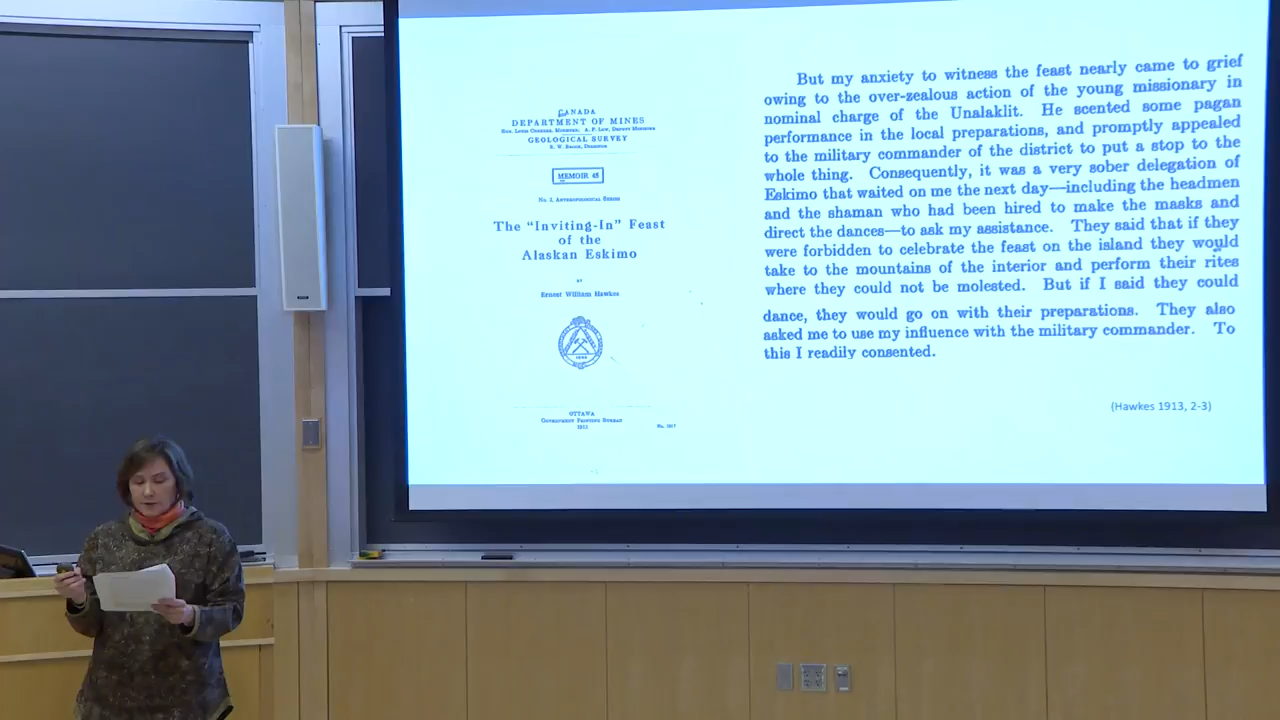 CANADA
DEPARTMENT OF MINES
GEOLOGICAL SURVEY
MEMOIR 45
No. 3, ANTHROPOLOGICAL SERIES
The "Inviting-In" Feast
of the
Alaskan Eskimo
BY
Ernest William Hawkes
OTTAWA
GOVERNMENT PRINTING BUREAU
But my anxiety to witness the feast nearly came to grief
owing to the over-zealous action of the young missionary in
nominal charge of the Unalaklit. He scented some pagan
performance in the local preparations, and promptly appealed
to the military commander of the district to put a stop to the
whole thing. Consequently, it was a very sober delegation of
Eskimo that waited on me the next day—including the headmen
and the shaman who had been hired to make the masks and
direct the dances—to ask my assistance. They said that if they
were forbidden to celebrate the feast on the island they would
take to the mountains of the interior and perform their rites
where they could not be molested. But if I said they could
dance, they would go on with their preparations. They also
asked me to use my influence with the military commander. To
this I readily consented.
(Hawkes 1913, 2-3)